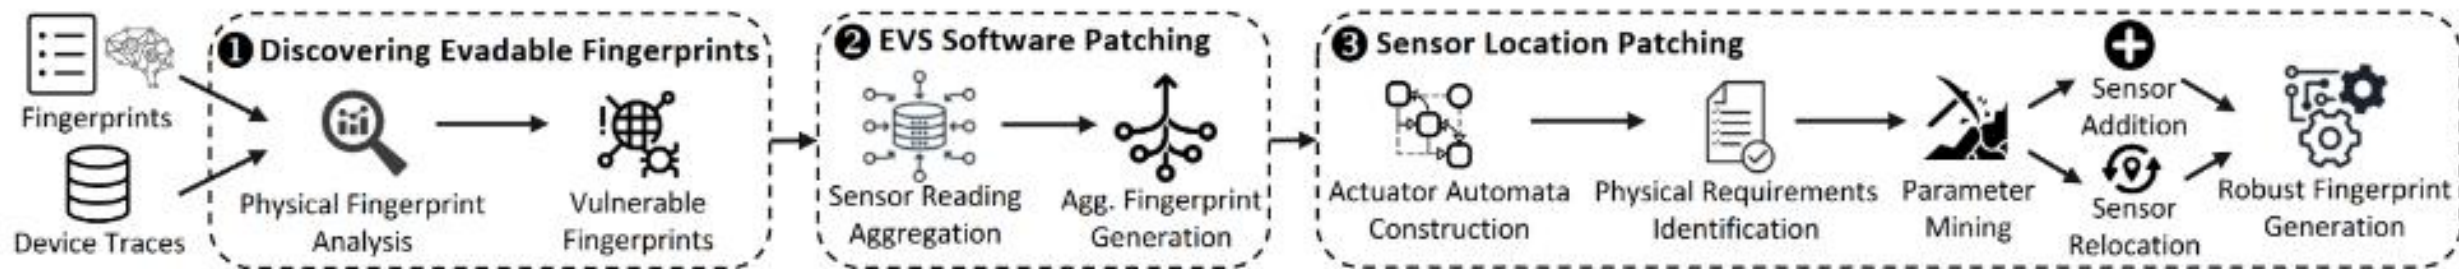 Fingerprints
Device Traces
❶ Discovering Evadable Fingerprints
Physical Fingerprint
Analysis
Vulnerable
Fingerprints
❷ EVS Software Patching
Sensor Reading
Aggregation
Agg. Fingerprint
Generation
❸ Sensor Location Patching
Actuator Automata
Construction
Physical Requirements
Identification
Parameter
Mining
Sensor
Addition
Sensor
Relocation
Robust Fingerprint
Generation